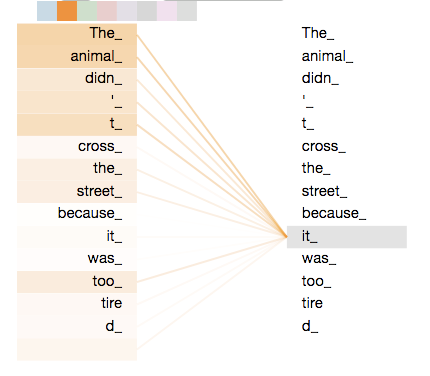 The_ The_
animal_ animal_
didn_ didn_
'_ '_
t_ t_
cross_ cross_
the_ the_
street_ street_
because_ because_
it_ it_
was_ was_
too_ too_
tire tire
d_ d_